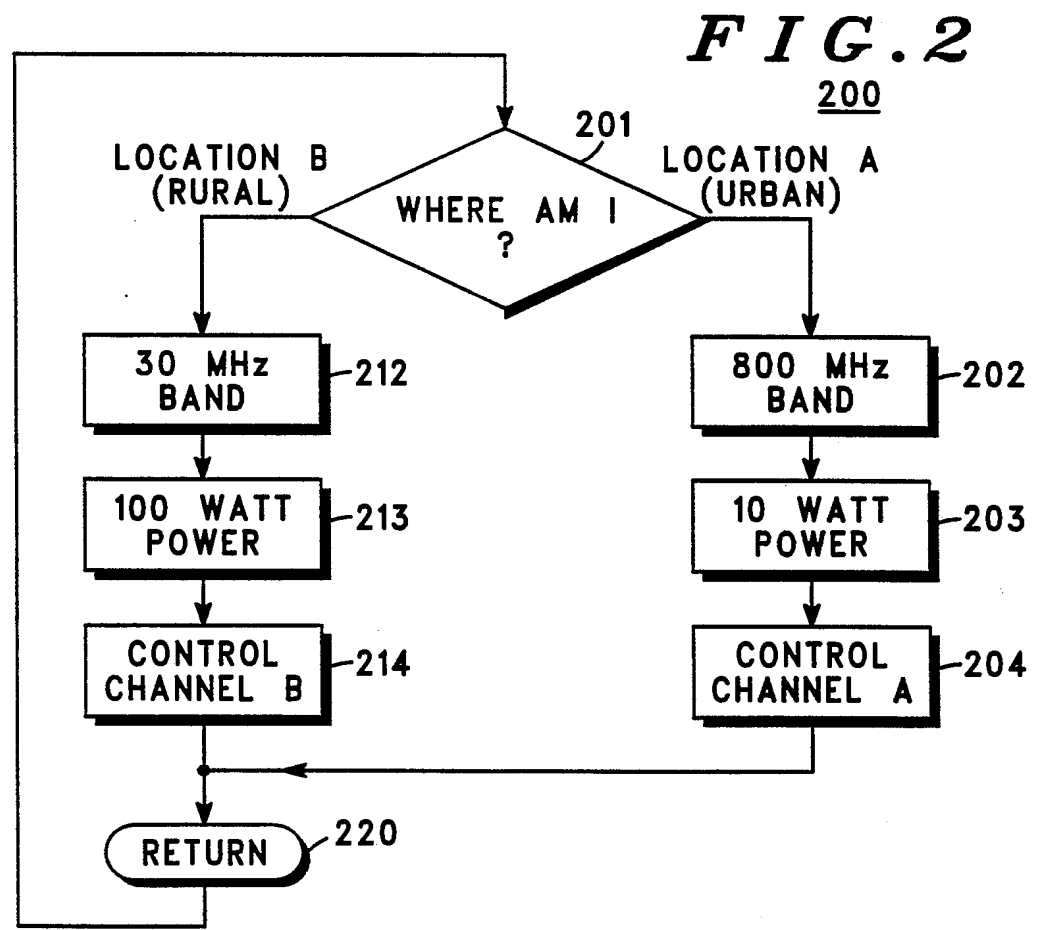 FIG.2
200
201
LOCATION B
(RURAL)
LOCATION A
(URBAN)
WHERE AM I
?
30 MHz
BAND
212
800 MHz
BAND
202
100 WATT
POWER
213
10 WATT
POWER
203
CONTROL
CHANNEL B
214
CONTROL
CHANNEL A
204
RETURN
220